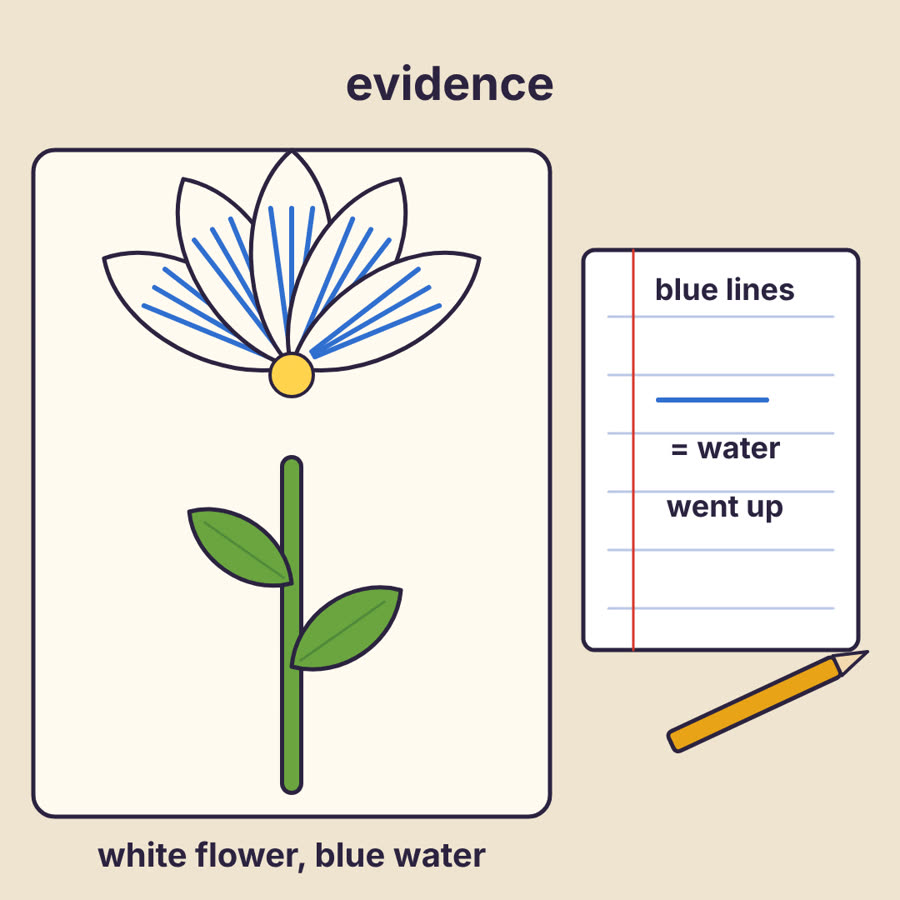 evidence
blue lines
= water
went up
white flower, blue water